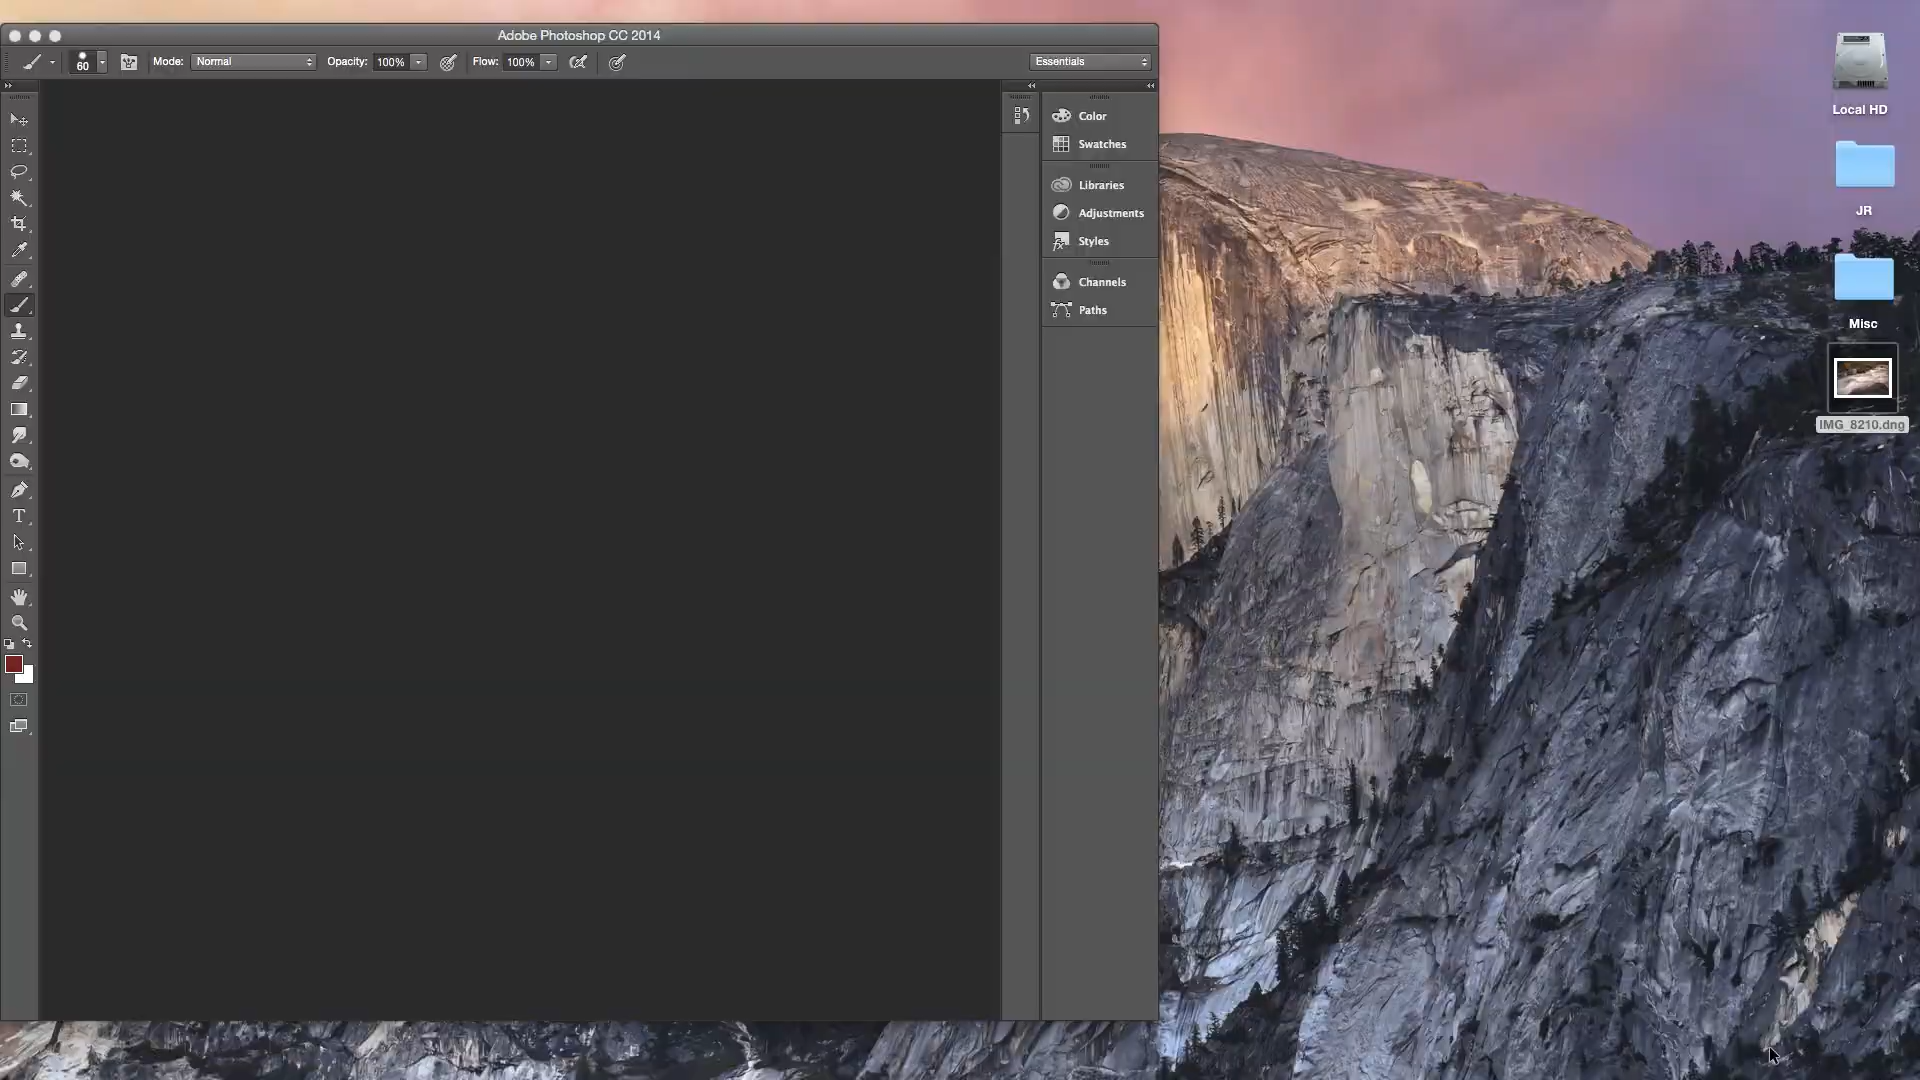 Adobe Photoshop CC 2014
60
Mode: Normal
Opacity: 100%
Flow: 100%
Essentials
Color
Swatches
Libraries
Adjustments
Styles
Channels
Paths
Local HD
JR
Misc
IMG_8210.dng